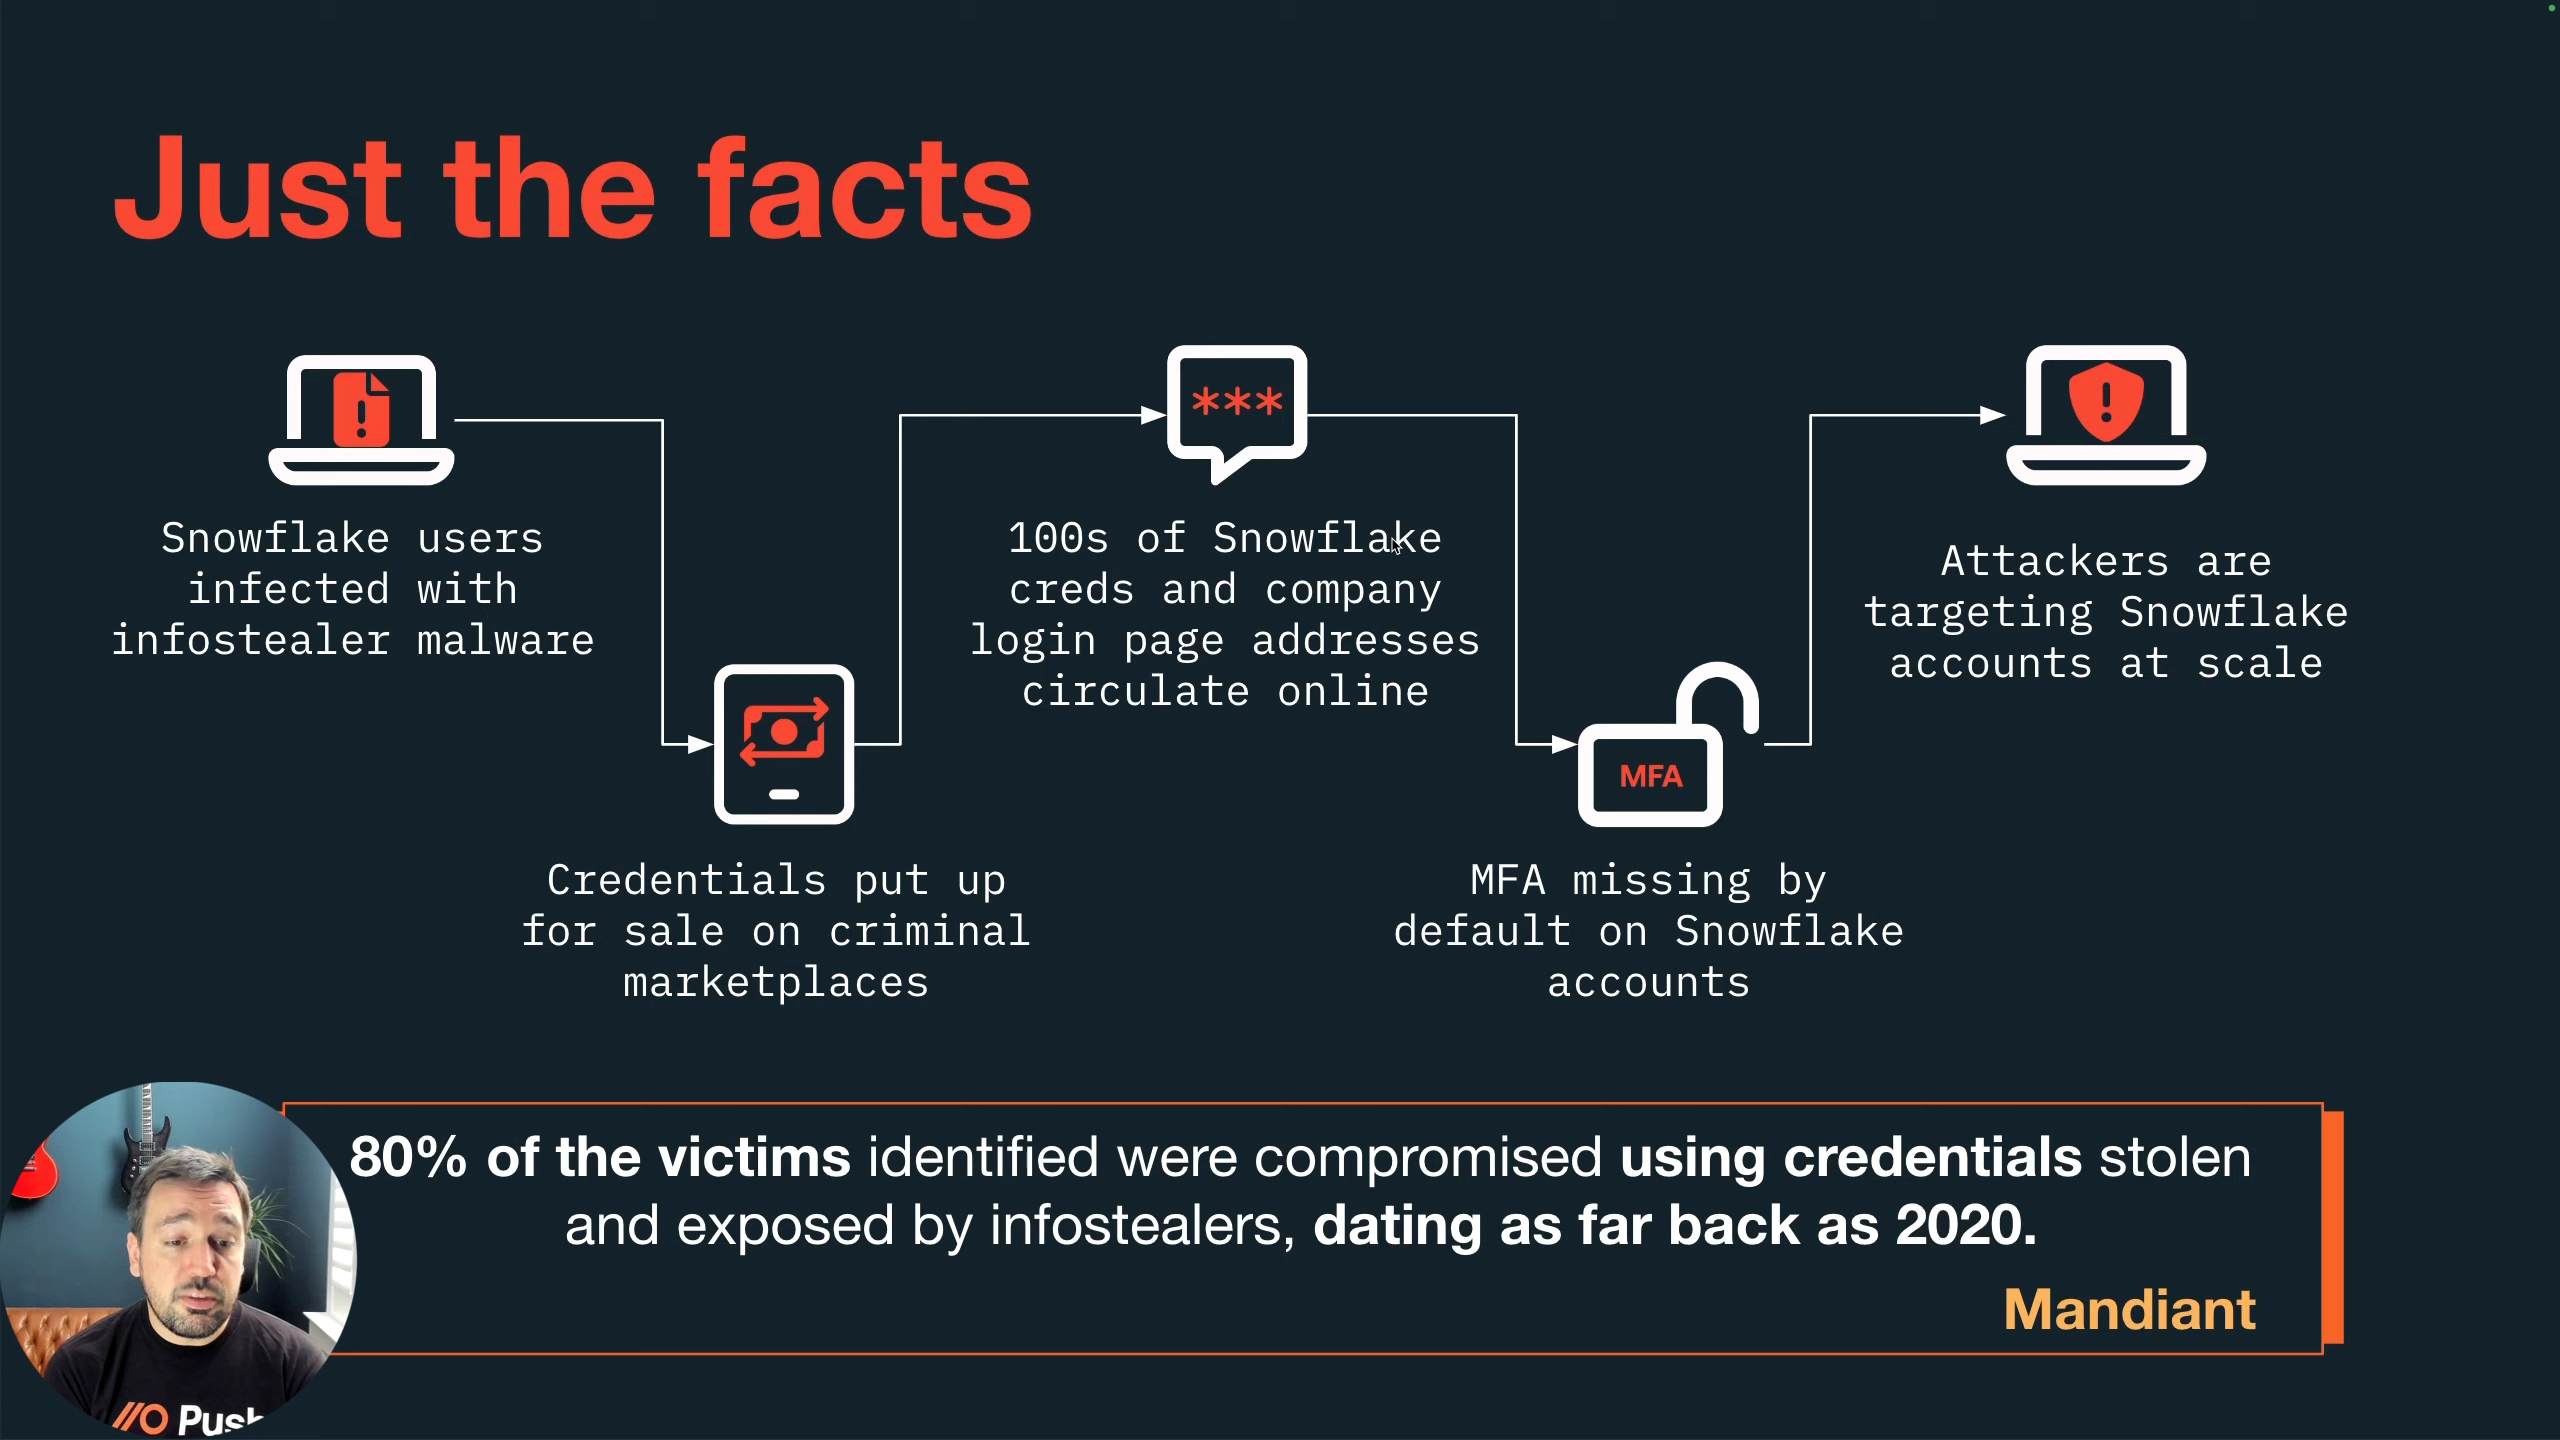 Just the facts
Snowflake users
infected with
infostealer malware
Credentials put up
for sale on criminal
marketplaces
***
100s of Snowflake
creds and company
login page addresses
circulate online
MFA
MFA missing by
default on Snowflake
accounts
Attackers are
targeting Snowflake
accounts at scale
80% of the victims identified were compromised using credentials stolen
and exposed by infostealers, dating as far back as 2020.
Mandiant
Push